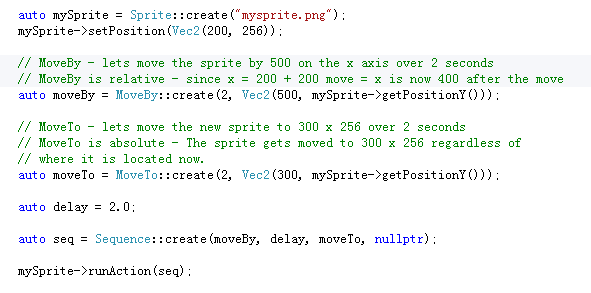 auto mySprite = Sprite::create("mysprite.png");
mySprite->setPosition(Vec2(200, 256));
// MoveBy - lets move the sprite by 500 on the x axis over 2 seconds
// MoveBy is relative - since x = 200 + 200 move = x is now 400 after the move
auto moveBy = MoveBy::create(2, Vec2(500, mySprite->getPositionY()));
// MoveTo - lets move the new sprite to 300 x 256 over 2 seconds
// MoveTo is absolute - The sprite gets moved to 300 x 256 regardless of
// where it is located now.
auto moveTo = MoveTo::create(2, Vec2(300, mySprite->getPositionY()));
auto delay = 2.0;
auto seq = Sequence::create(moveBy, delay, moveTo, nullptr);
mySprite->runAction(seq);